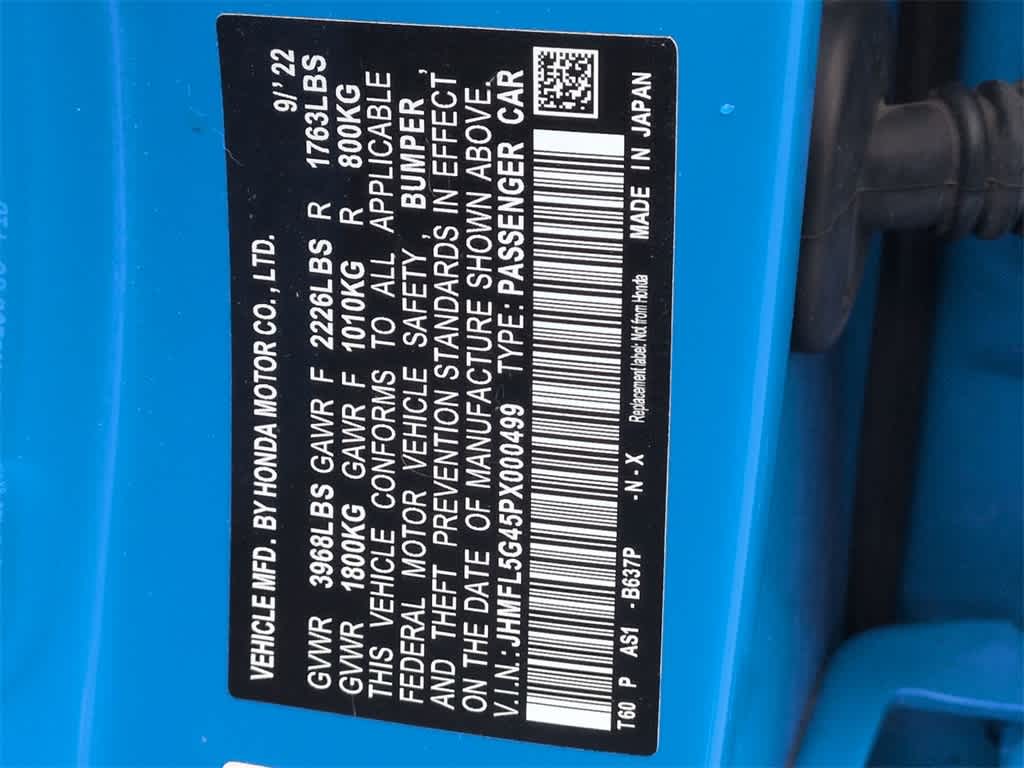 VEHICLE MFD. BY HONDA MOTOR CO., LTD. 9/'22
GVWR 3968LBS GAWR F 2226LBS R 1763LBS
GVWR 1800KG GAWR F 1010KG R 800KG
THIS VEHICLE CONFORMS TO ALL APPLICABLE
FEDERAL MOTOR VEHICLE SAFETY, BUMPER,
AND THEFT PREVENTION STANDARDS IN EFFECT
ON THE DATE OF MANUFACTURE SHOWN ABOVE.
V.I.N.: JHMFL5G45PX000499 TYPE: PASSENGER CAR
T60 P AS1 -B637P -N-X Replacement label: Not from Honda MADE IN JAPAN